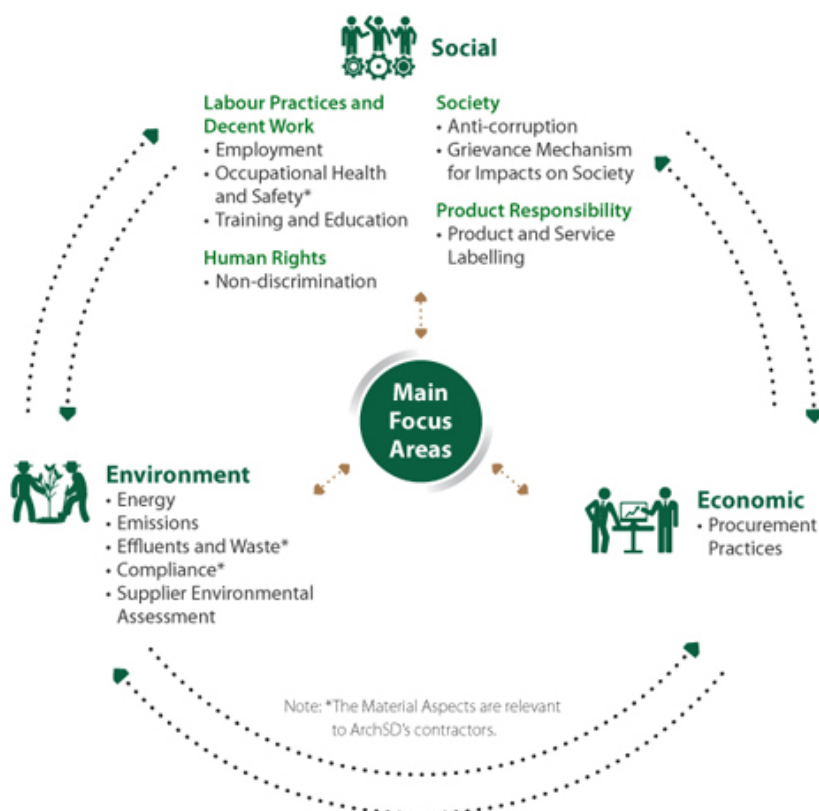 Social
Labour Practices and
Decent Work
• Employment
• Occupational Health
and Safety*
• Training and Education
Human Rights
• Non-discrimination
Society
• Anti-corruption
• Grievance Mechanism
for Impacts on Society
Product Responsibility
• Product and Service
Labelling
Main
Focus
Areas
Environment
• Energy
• Emissions
• Effluents and Waste*
• Compliance*
• Supplier Environmental
Assessment
Economic
• Procurement
Practices
Note: *The Material Aspects are relevant
to ArchSD's contractors.